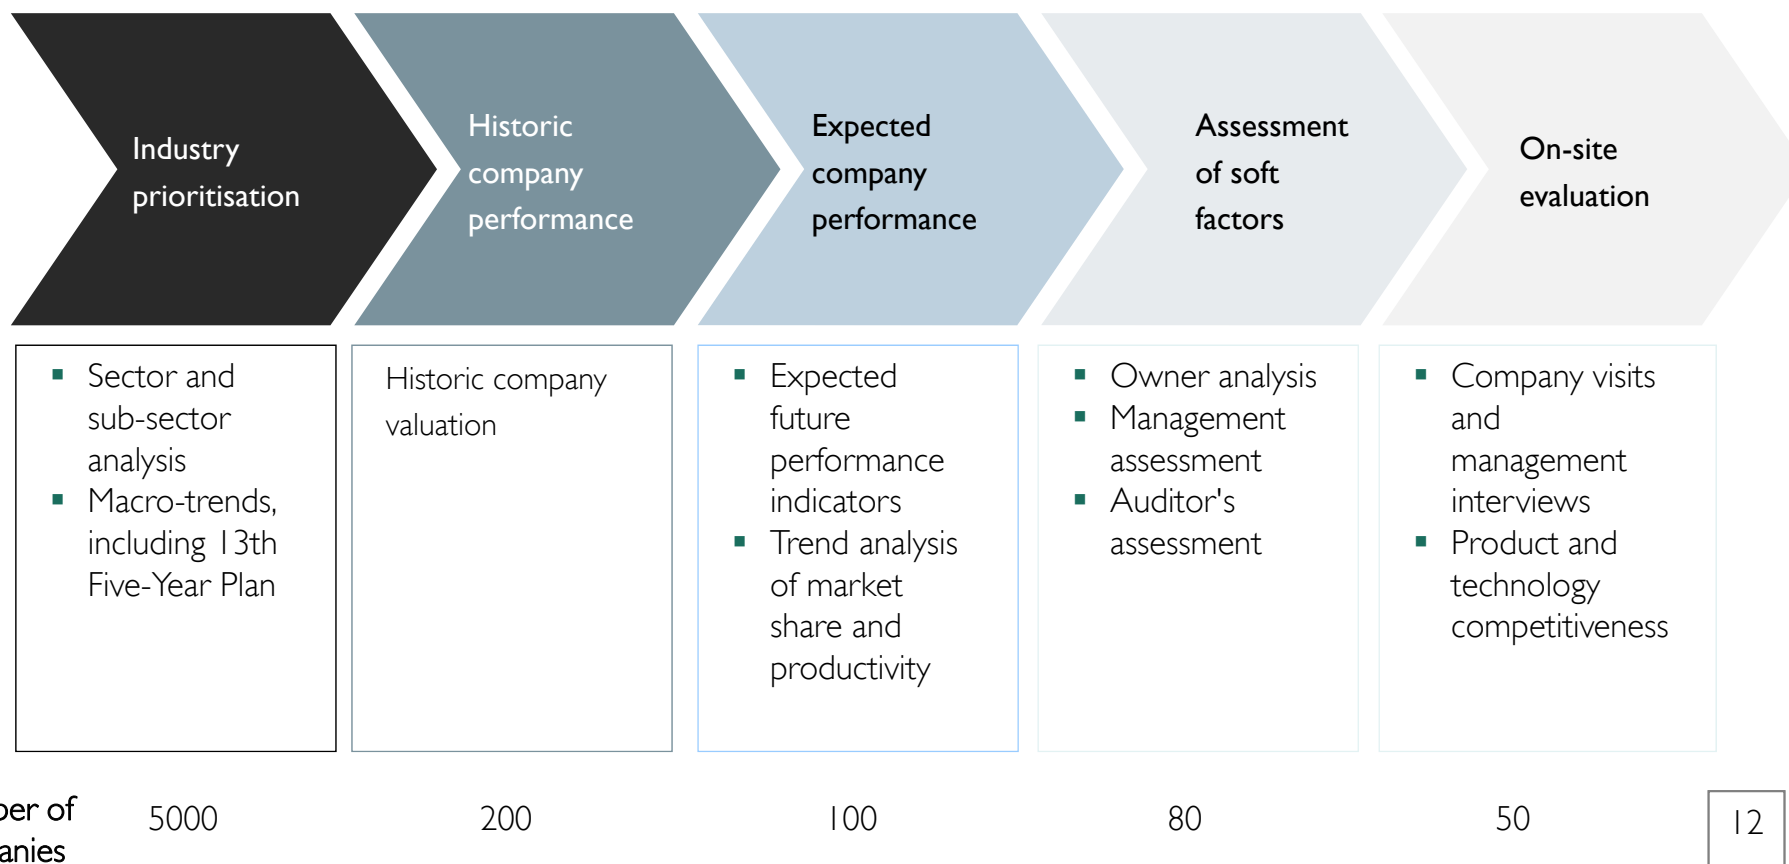 Industry
prioritisation
Historic
company
performance
Expected
company
performance
Assessment
of soft
factors
On-site
evaluation
▪ Sector and
sub-sector
analysis
▪ Macro-trends,
including 13th
Five-Year Plan
Historic company
valuation
▪ Expected
future
performance
indicators
▪ Trend analysis
of market
share and
productivity
▪ Owner analysis
▪ Management
assessment
▪ Auditor's
assessment
▪ Company visits
and
management
interviews
▪ Product and
technology
competitiveness
of
5000
200
100
80
50
12